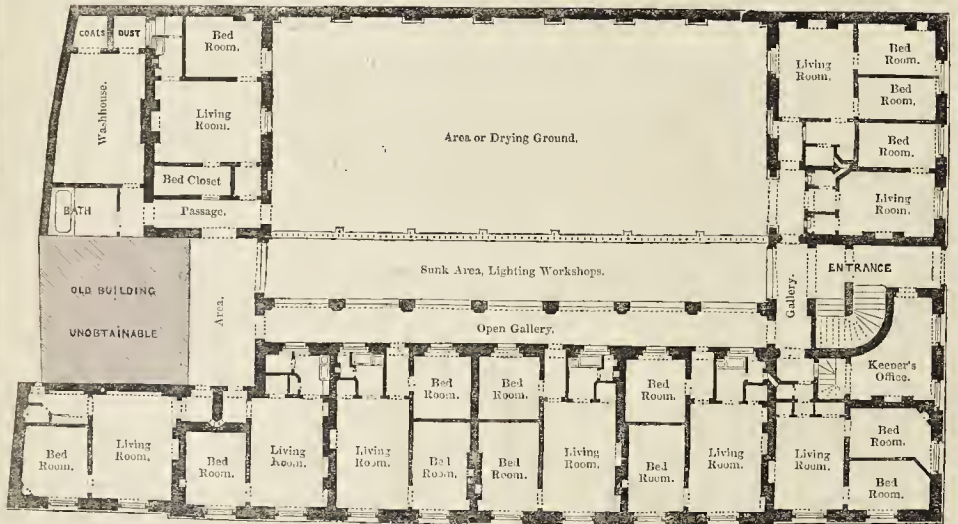 COALS
DUST
Bed
Room.
Living
Room.
Washhouse.
Bed Closet
Passage.
BATH
Area or Drying Ground.
Living
Room.
Bed
Room.
Bed
Room.
Bed
Room.
Living
Room.
OLD BUILDING
UNOBTAINABLE
Area.
Sunk Area, Lighting Workshops.
Open Gallery.
Gallery.
ENTRANCE
Keeper's
Office.
Bed
Room.
Living
Room.
Bed
Room.
Living
Room.
Living
Room.
Bed
Room.
Bed
Room.
Bed
Room.
Bed
Room.
Living
Room.
Bed
Room.
Bed
Room.
Living
Room.
Living
Room.
Bed
Room.
Bed
Room.